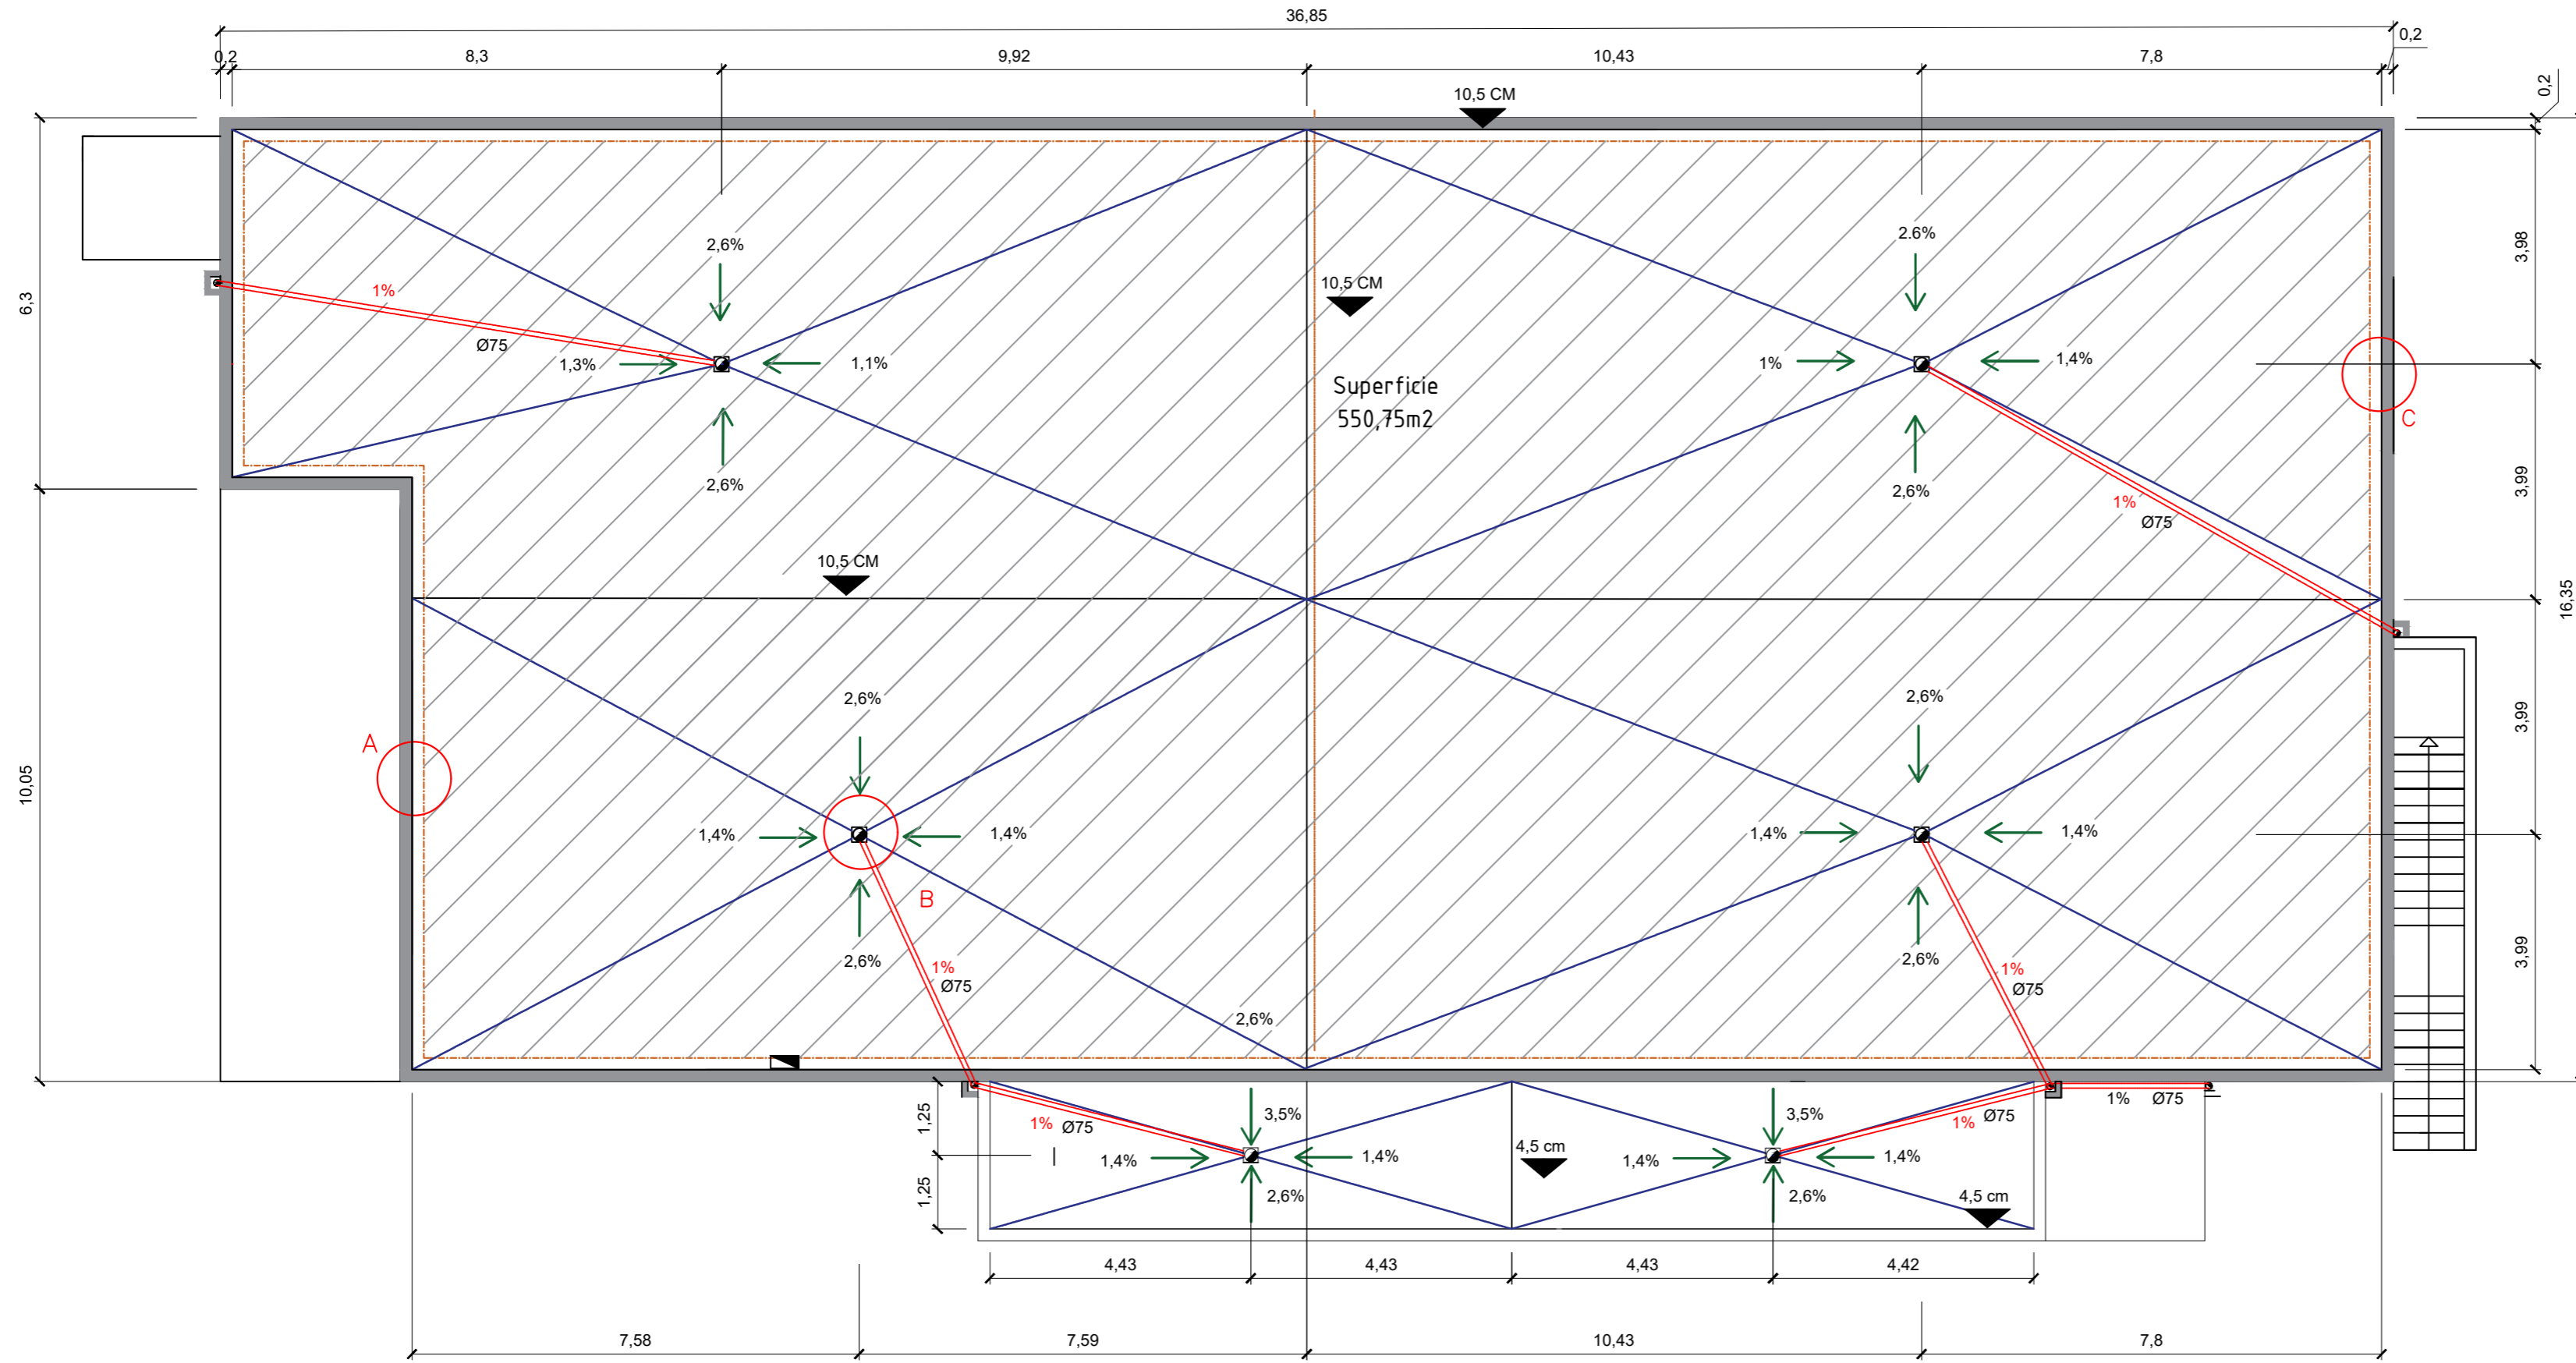 36,85
0,2 8,3 9,92 10,43 7,8 0,2
0,2
10,5 CM
2,6% 2.6% 3,98
6,3 1% 10,5 CM
Ø75 1,3% 1,1% 1% 1,4%
Superficie
550,75m2
C
2,6% 2,6% 3,99
1% Ø75
10,5 CM
16,35
2,6% 2,6% 3,99
A
10,05
1,4% 1,4% 1,4% 1,4%
B
2,6% 2,6% 3,99
1% Ø75 1% Ø75
2,6%
1,25 1% Ø75 3,5% 3,5% 1% Ø75 1% Ø75
4,5 cm
1,4% 1,4% 1,4% 1,4%
1,25 2,6% 2,6% 4,5 cm
4,43 4,43 4,43 4,42
7,58 7,59 10,43 7,8